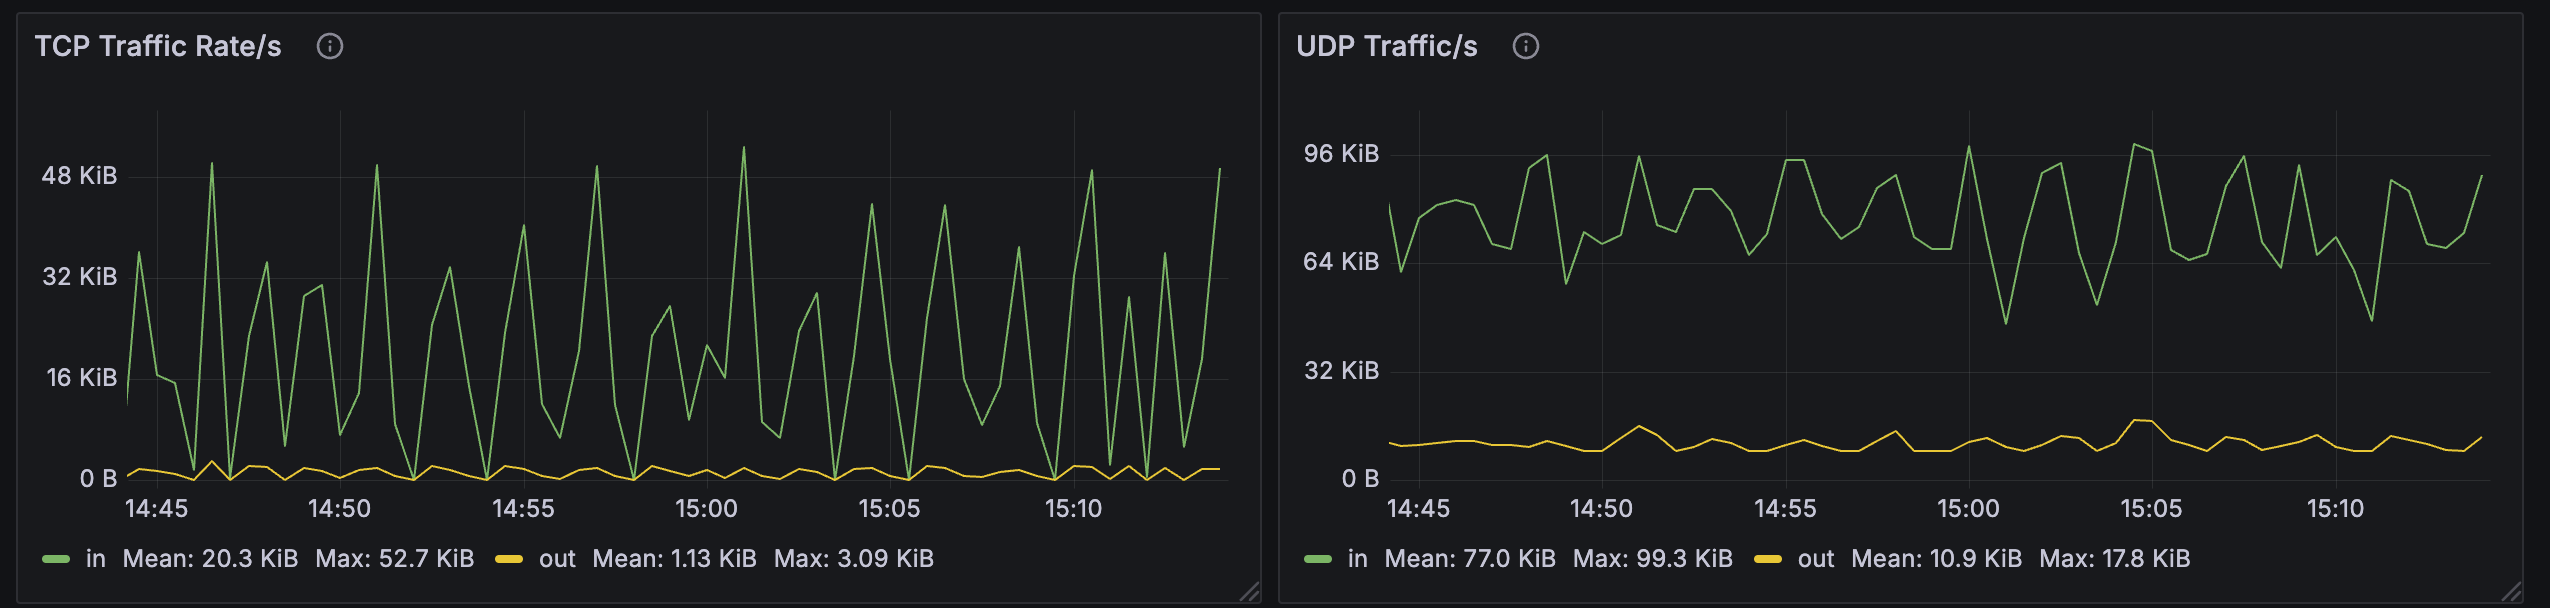 TCP Traffic Rate/s
48 KiB
32 KiB
16 KiB
0 B
14:45 14:50 14:55 15:00 15:05 15:10
in Mean: 20.3 KiB Max: 52.7 KiB out Mean: 1.13 KiB Max: 3.09 KiB
UDP Traffic/s
96 KiB
64 KiB
32 KiB
0 B
14:45 14:50 14:55 15:00 15:05 15:10
in Mean: 77.0 KiB Max: 99.3 KiB out Mean: 10.9 KiB Max: 17.8 KiB